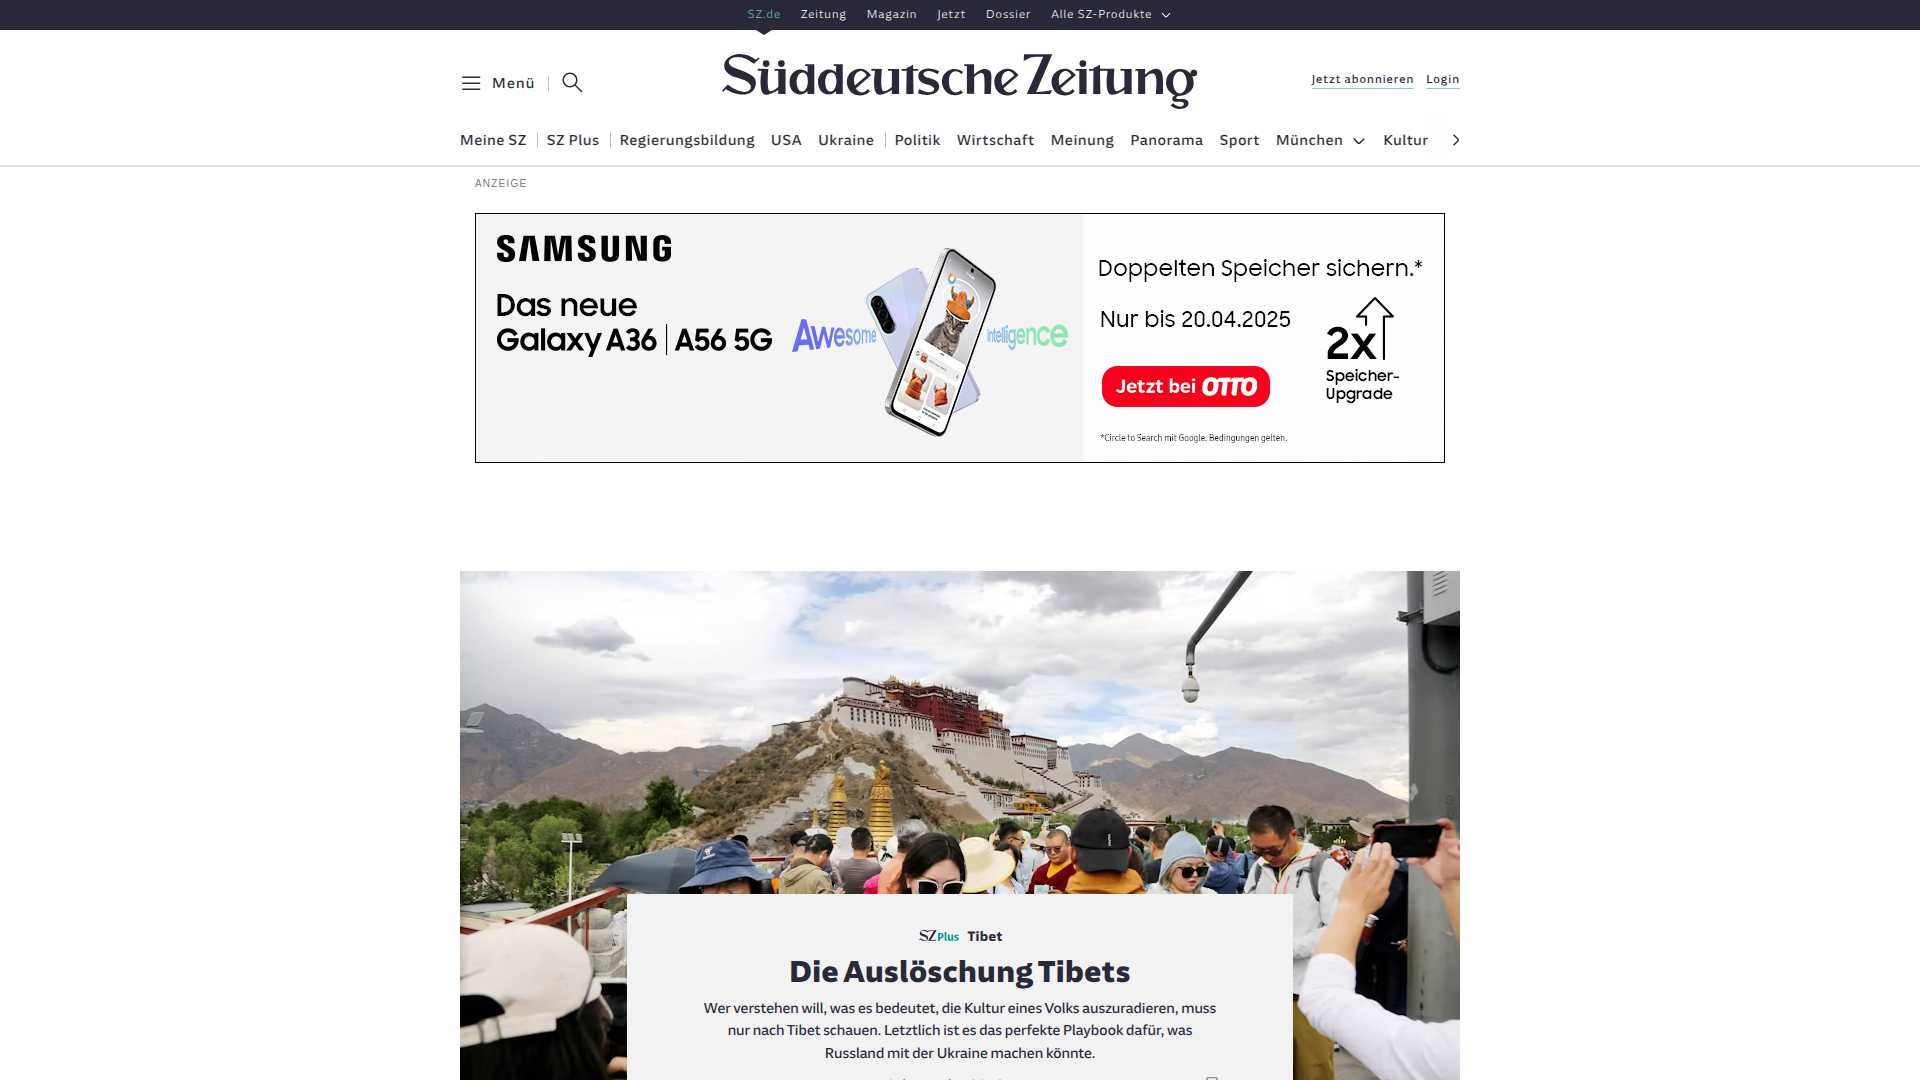 SZ.de Zeitung Magazin Jetzt Dossier Alle SZ-Produkte
Menü
Süddeutsche Zeitung
Jetzt abonnieren Login
Meine SZ SZ Plus Regierungsbildung USA Ukraine Politik Wirtschaft Meinung Panorama Sport München Kultur
ANZEIGE
SAMSUNG
Das neue
Galaxy A36 | A56 5G
Awesome
Intelligence
Doppelten Speicher sichern.*
Nur bis 20.04.2025
2x
Speicher-
Upgrade
Jetzt bei OTTO
*Circle to Search mit Google. Bedingungen gelten.
SZ Plus Tibet
Die Auslöschung Tibets
Wer verstehen will, was es bedeutet, die Kultur eines Volks auszuradieren, muss
nur nach Tibet schauen. Letztlich ist es das perfekte Playbook dafür, was
Russland mit der Ukraine machen könnte.